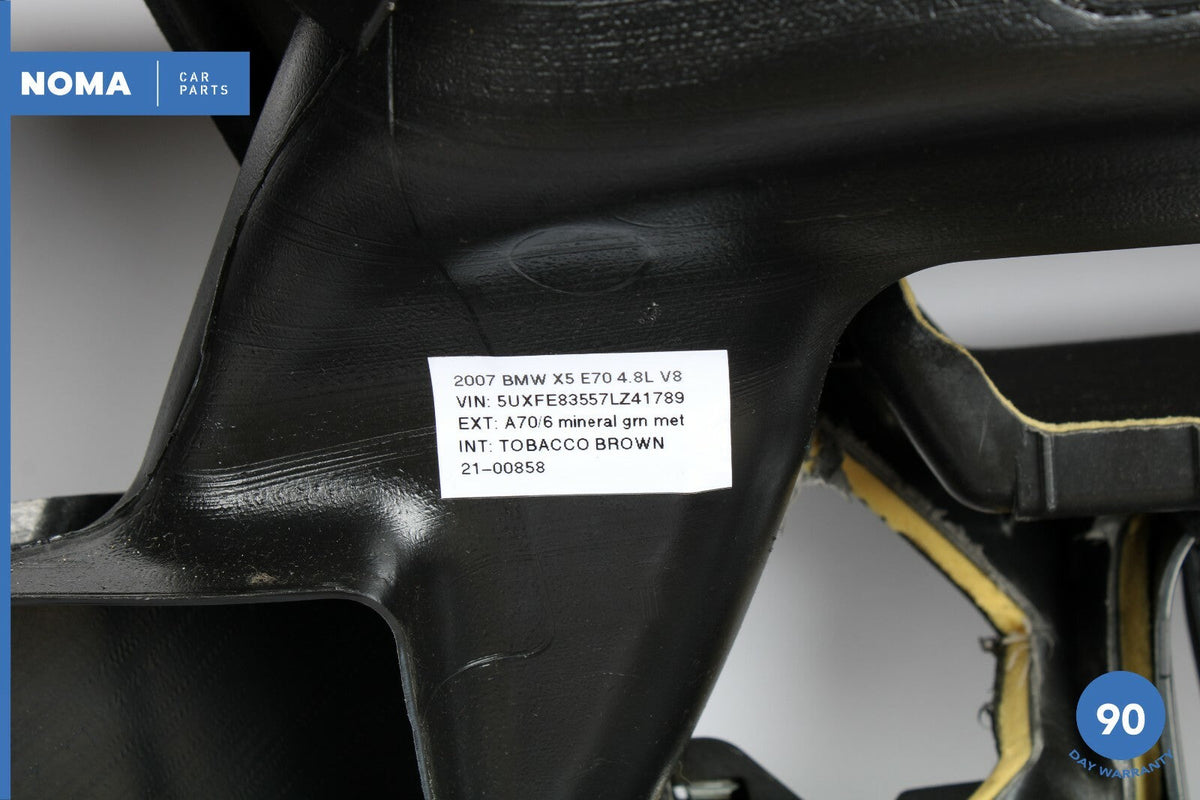 NOMA
CAR
PARTS
2007 BMW X5 E70 4.8L V8
VIN: 5UXFE83557LZ41789
EXT: A70/6 mineral grn met
INT: TOBACCO BROWN
21-00858
90
DAY WARRANTY